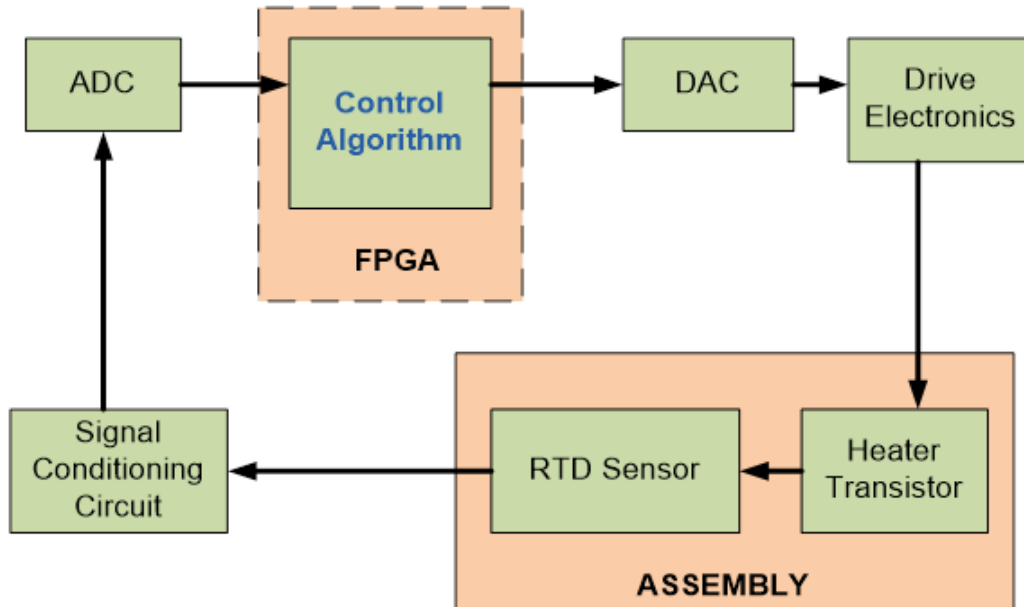 ADC
Control
Algorithm
FPGA
DAC
Drive
Electronics
Signal
Conditioning
Circuit
RTD Sensor
Heater
Transistor
ASSEMBLY